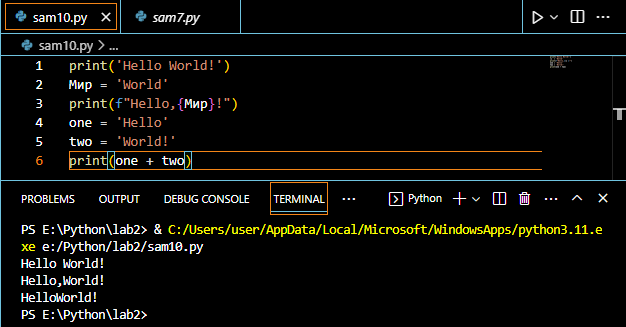 sam10.py × sam7.py
sam10.py > ...
1 print('Hello World!')
2 Мир = 'World'
3 print(f"Hello,{Мир}!")
4 one = 'Hello'
5 two = 'World!'
6 print(one + two)
PROBLEMS OUTPUT DEBUG CONSOLE TERMINAL ... Python
PS E:\Python\lab2> & C:/Users/user/AppData/Local/Microsoft/WindowsApps/python3.11.e
xe e:/Python/lab2/sam10.py
Hello World!
Hello,World!
HelloWorld!
PS E:\Python\lab2>